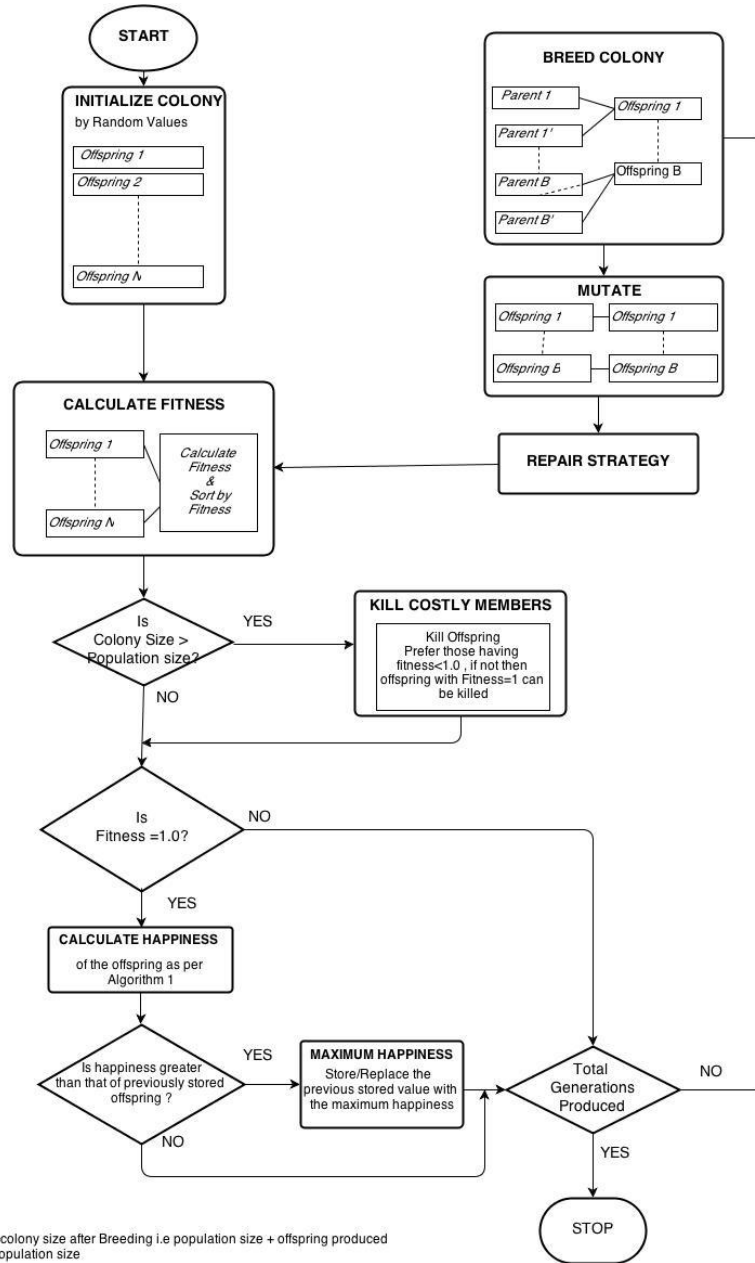 START
INITIALIZE COLONY
by Random Values
Offspring 1
Offspring 2
Offspring N
BREED COLONY
Parent 1
Offspring 1
Parent 1'
Parent B
Offspring B
Parent B'
MUTATE
Offspring 1
Offspring 1
Offspring B
Offspring B
REPAIR STRATEGY
CALCULATE FITNESS
Offspring 1
Offspring N
Calculate
Fitness
&
Sort by
Fitness
Is
Colony Size >
Population size?
YES
NO
KILL COSTLY MEMBERS
Kill Offspring
Prefer those having
fitness<1.0 , if not then
offspring with Fitness=1 can
be killed
Is
Fitness =1.0?
NO
YES
CALCULATE HAPPINESS
of the offspring as per
Algorithm 1
Is happiness greater
than that of previously stored
offspring ?
YES
NO
MAXIMUM HAPPINESS
Store/Replace the
previous stored value with
the maximum happiness
Total
Generations
Produced
NO
YES
STOP
colony size after Breeding i.e population size + offspring produced
opulation size